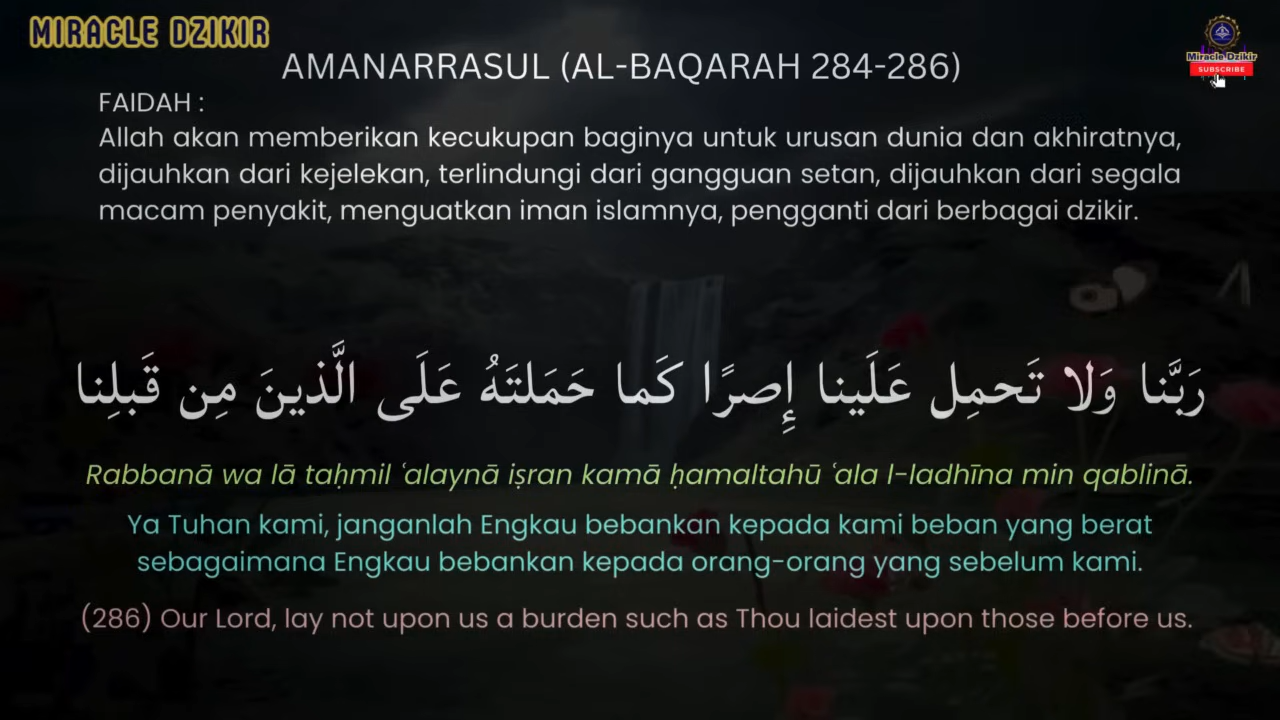 MIRACLE DZIKIR
Miracle Dzikir
SUBSCRIBE
AMANARRASUL (AL-BAQARAH 284-286)
FAIDAH :
Allah akan memberikan kecukupan baginya untuk urusan dunia dan akhiratnya,
dijauhkan dari kejelekan, terlindungi dari gangguan setan, dijauhkan dari segala
macam penyakit, menguatkan iman islamnya, pengganti dari berbagai dzikir.
رَبَّنا وَلا تَحمِل عَلَينا إِصرًا كَما حَمَلتَهُ عَلَى الَّذينَ مِن قَبلِنا
Rabbanā wa lā taḥmil ʿalaynā iṣran kamā ḥamaltahū ʿala l-ladhīna min qablinā.
Ya Tuhan kami, janganlah Engkau bebankan kepada kami beban yang berat
sebagaimana Engkau bebankan kepada orang-orang yang sebelum kami.
(286) Our Lord, lay not upon us a burden such as Thou laidest upon those before us.